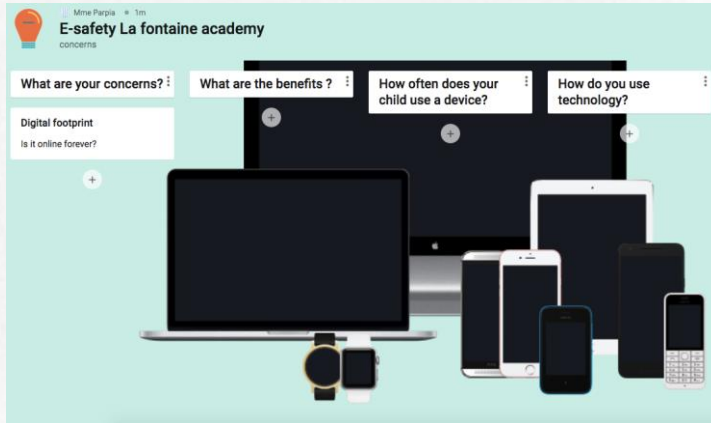 Mme Parpia • 1m
E-safety La fontaine academy
concerns
What are your concerns?
What are the benefits ?
How often does your
child use a device?
How do you use
technology?
Digital footprint
Is it online forever?